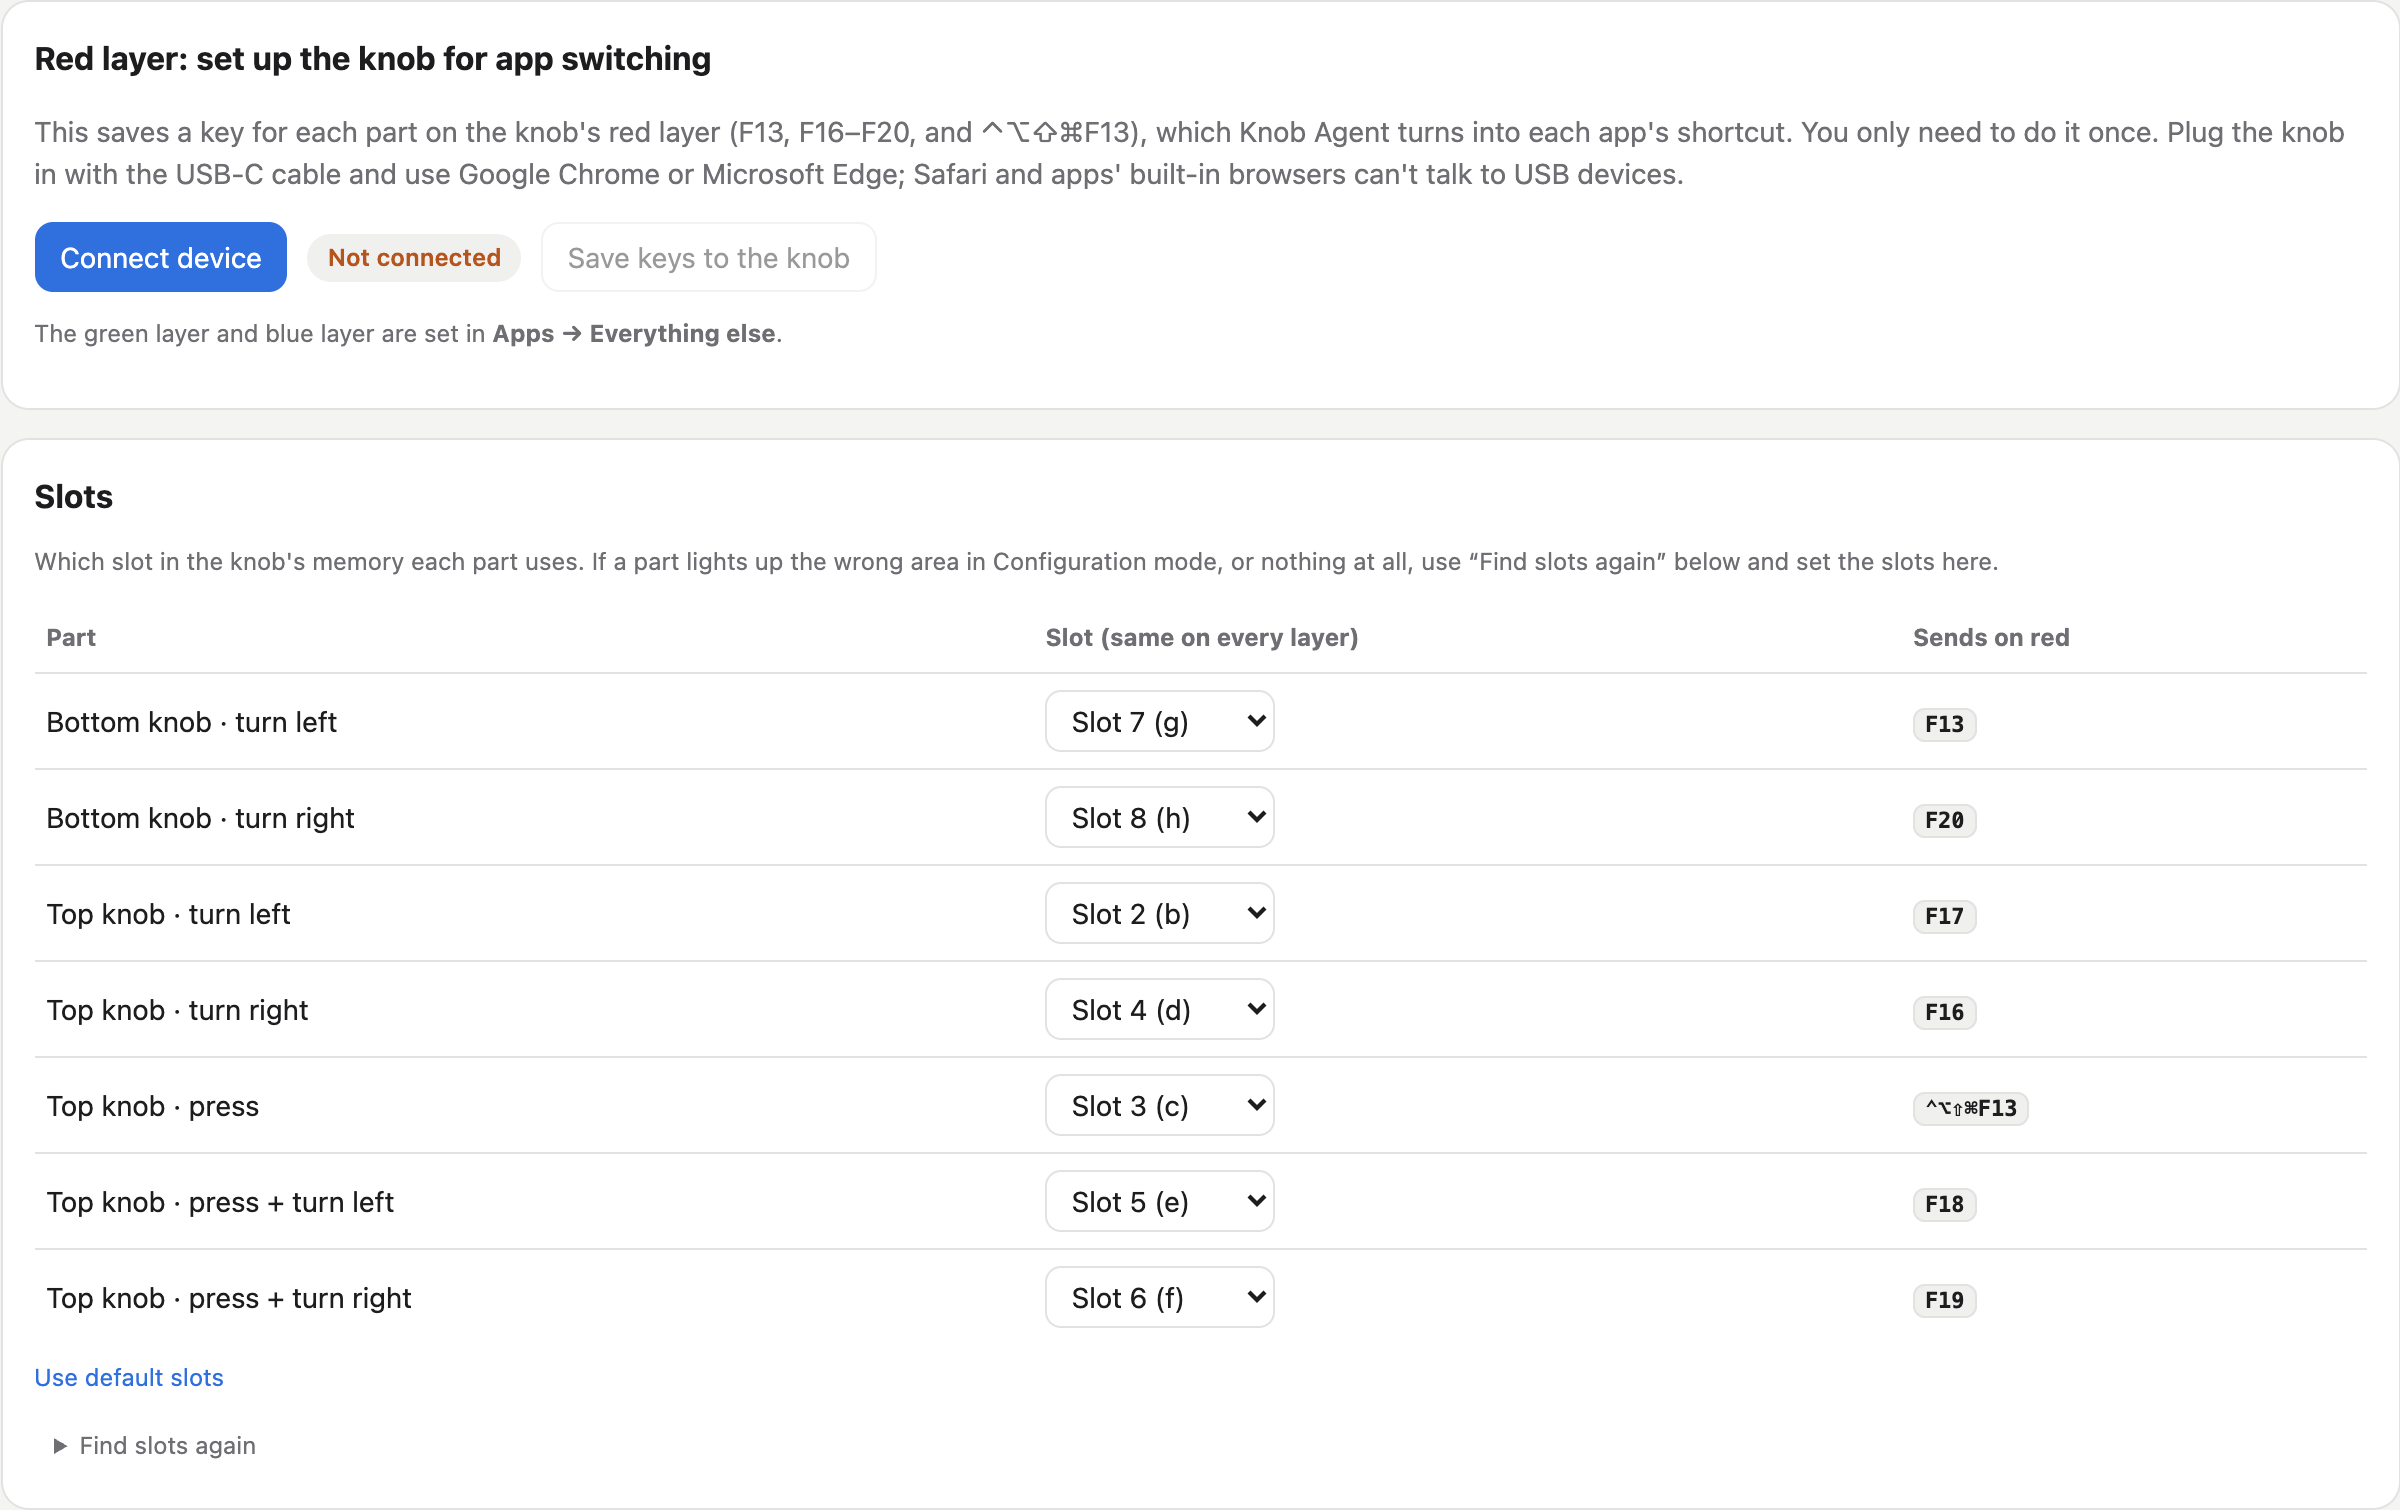 Red layer: set up the knob for app switching
This saves a key for each part on the knob's red layer (F13, F16–F20, and ^⌥⇧⌘F13), which Knob Agent turns into each app's shortcut. You only need to do it once. Plug the knob
in with the USB-C cable and use Google Chrome or Microsoft Edge; Safari and apps' built-in browsers can't talk to USB devices.
Connect device Not connected Save keys to the knob
The green layer and blue layer are set in Apps → Everything else.
Slots
Which slot in the knob's memory each part uses. If a part lights up the wrong area in Configuration mode, or nothing at all, use “Find slots again” below and set the slots here.
Part Slot (same on every layer) Sends on red
Bottom knob · turn left Slot 7 (g) F13
Bottom knob · turn right Slot 8 (h) F20
Top knob · turn left Slot 2 (b) F17
Top knob · turn right Slot 4 (d) F16
Top knob · press Slot 3 (c) ^⌥⇧⌘F13
Top knob · press + turn left Slot 5 (e) F18
Top knob · press + turn right Slot 6 (f) F19
Use default slots
▶ Find slots again